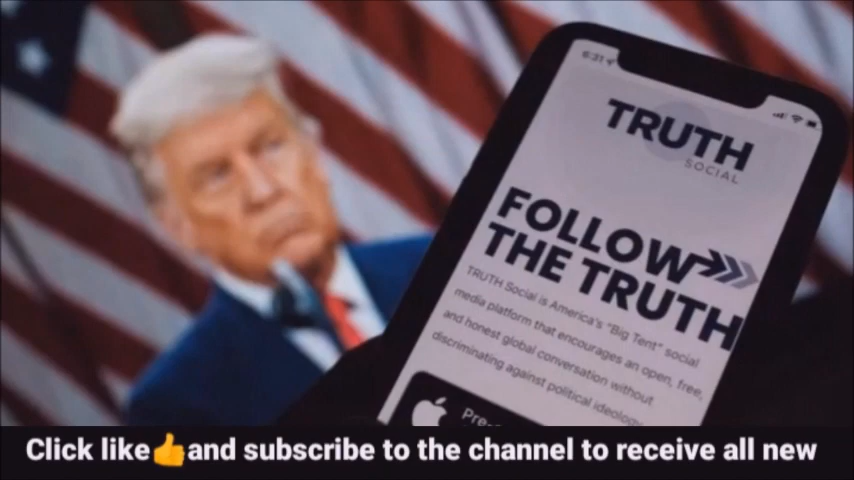 6:21
TRUTH
SOCIAL
FOLLOW
THE TRUTH
TRUTH Social is America's "Big Tent" social
media platform that encourages an open, free,
and honest global conversation without
discriminating against political ideology
Click like👍and subscribe to the channel to receive all new